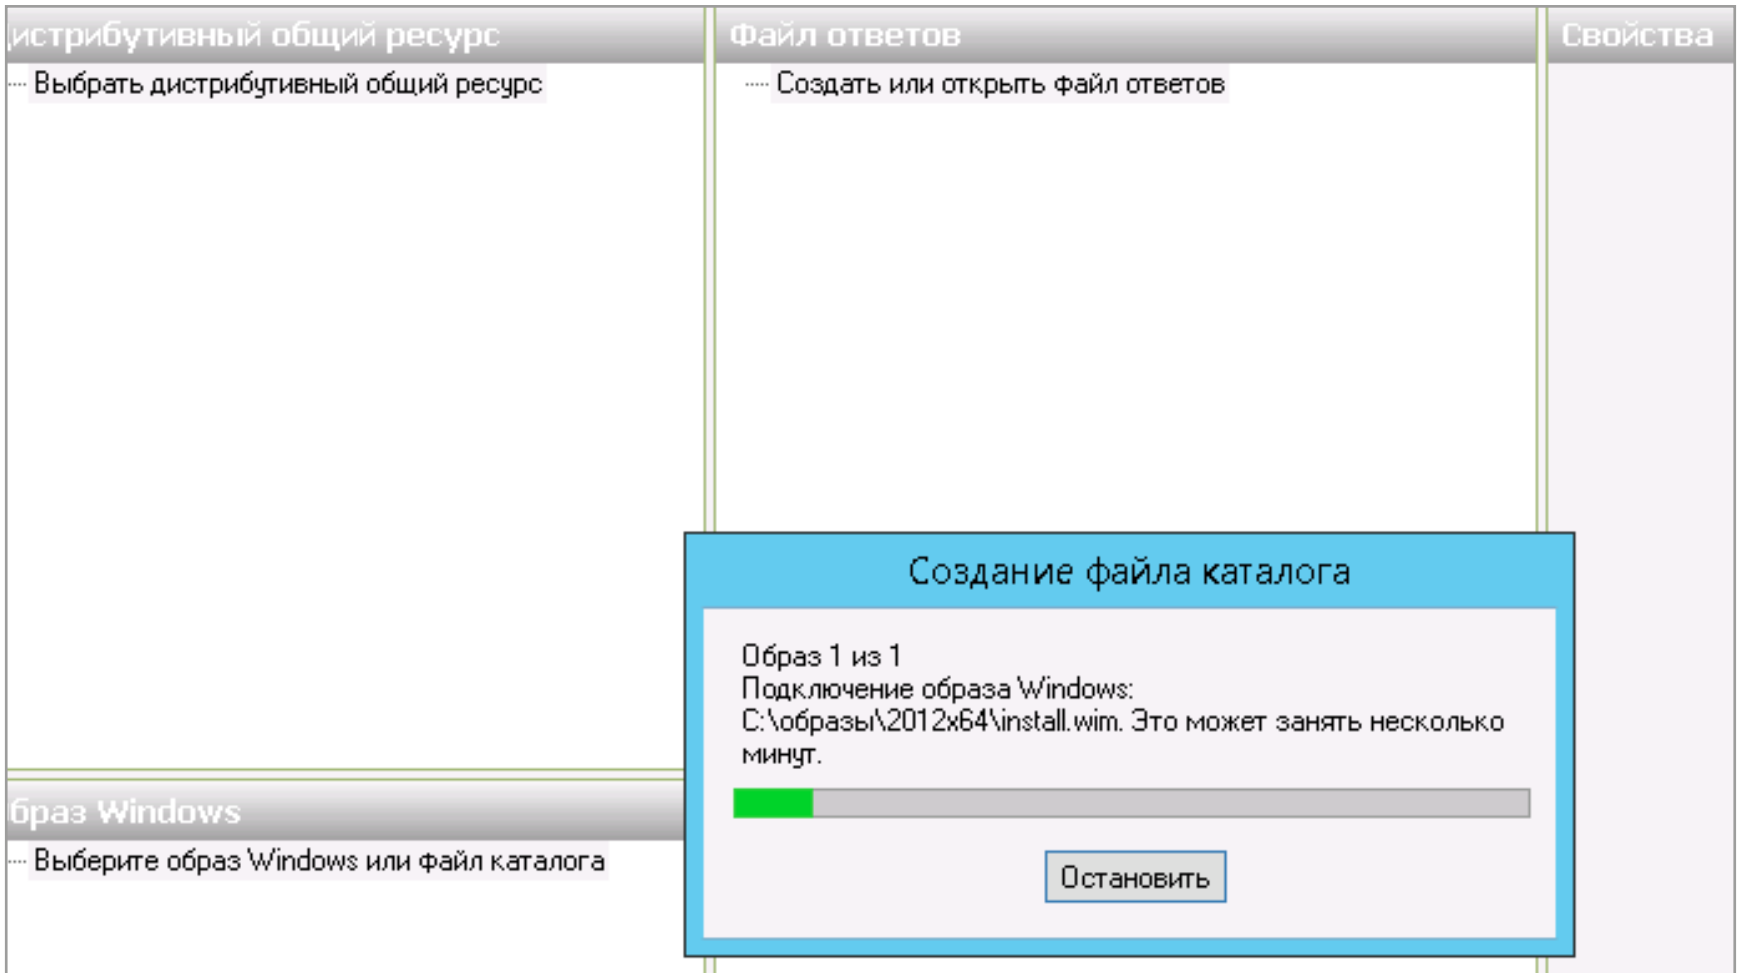 истрибутивный общий ресурс
Выбрать дистрибутивный общий ресурс
Файл ответов
Создать или открыть файл ответов
Свойства
Создание файла каталога
Образ 1 из 1
Подключение образа Windows:
C:\образы\2012x64\install.wim. Это может занять несколько
минут.
Остановить
браз Windows
Выберите образ Windows или файл каталога